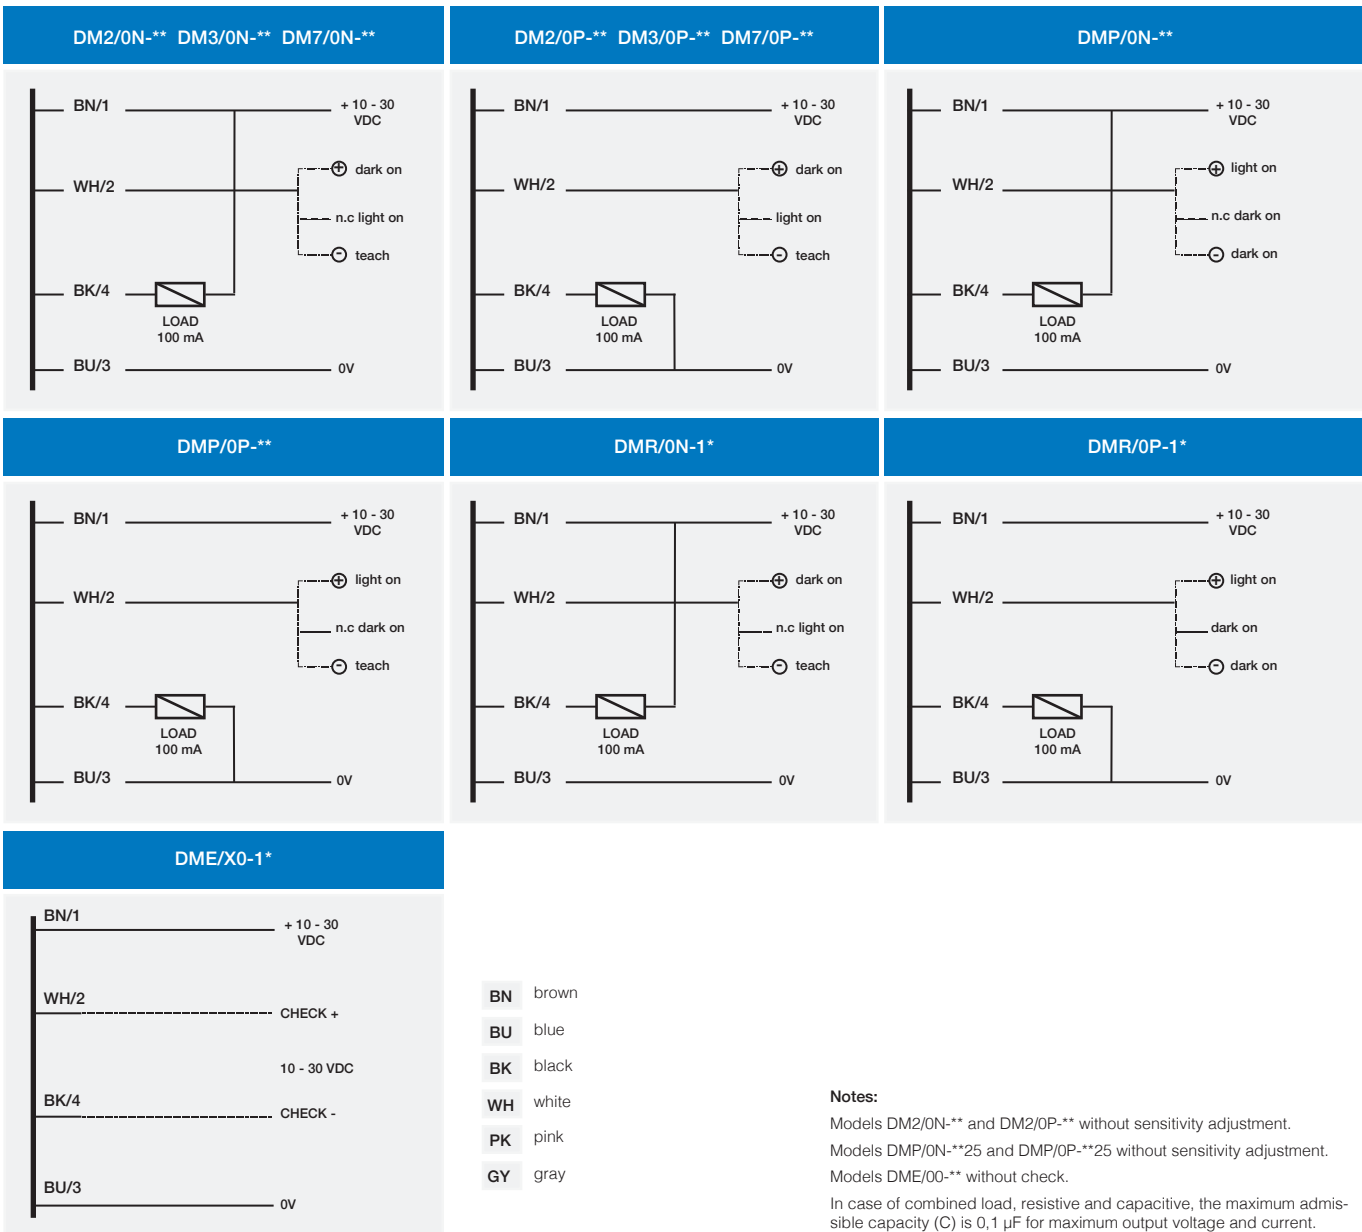 DM2/0N-** DM3/0N-** DM7/0N-**
BN/1
+ 10 - 30
VDC
dark on
WH/2
n.c light on
teach
BK/4
LOAD
100 mA
BU/3
0V
DM2/0P-** DM3/0P-** DM7/0P-**
BN/1
+ 10 - 30
VDC
dark on
WH/2
light on
teach
BK/4
LOAD
100 mA
BU/3
0V
DMP/0N-**
BN/1
+ 10 - 30
VDC
light on
WH/2
n.c dark on
dark on
BK/4
LOAD
100 mA
BU/3
0V
DMP/0P-**
BN/1
+ 10 - 30
VDC
light on
WH/2
n.c dark on
teach
BK/4
LOAD
100 mA
BU/3
0V
DMR/0N-1*
BN/1
+ 10 - 30
VDC
dark on
WH/2
n.c light on
teach
BK/4
LOAD
100 mA
BU/3
0V
DMR/0P-1*
BN/1
+ 10 - 30
VDC
light on
WH/2
dark on
dark on
BK/4
LOAD
100 mA
BU/3
0V
DME/X0-1*
BN/1
+ 10 - 30
VDC
WH/2
CHECK +
10 - 30 VDC
BK/4
CHECK -
BU/3
0V
BN brown
BU blue
BK black
WH white
PK pink
GY gray
Notes:
Models DM2/0N-** and DM2/0P-** without sensitivity adjustment.
Models DMP/0N-**25 and DMP/0P-**25 without sensitivity adjustment.
Models DME/00-** without check.
In case of combined load, resistive and capacitive, the maximum admis-
sible capacity (C) is 0,1 µF for maximum output voltage and current.